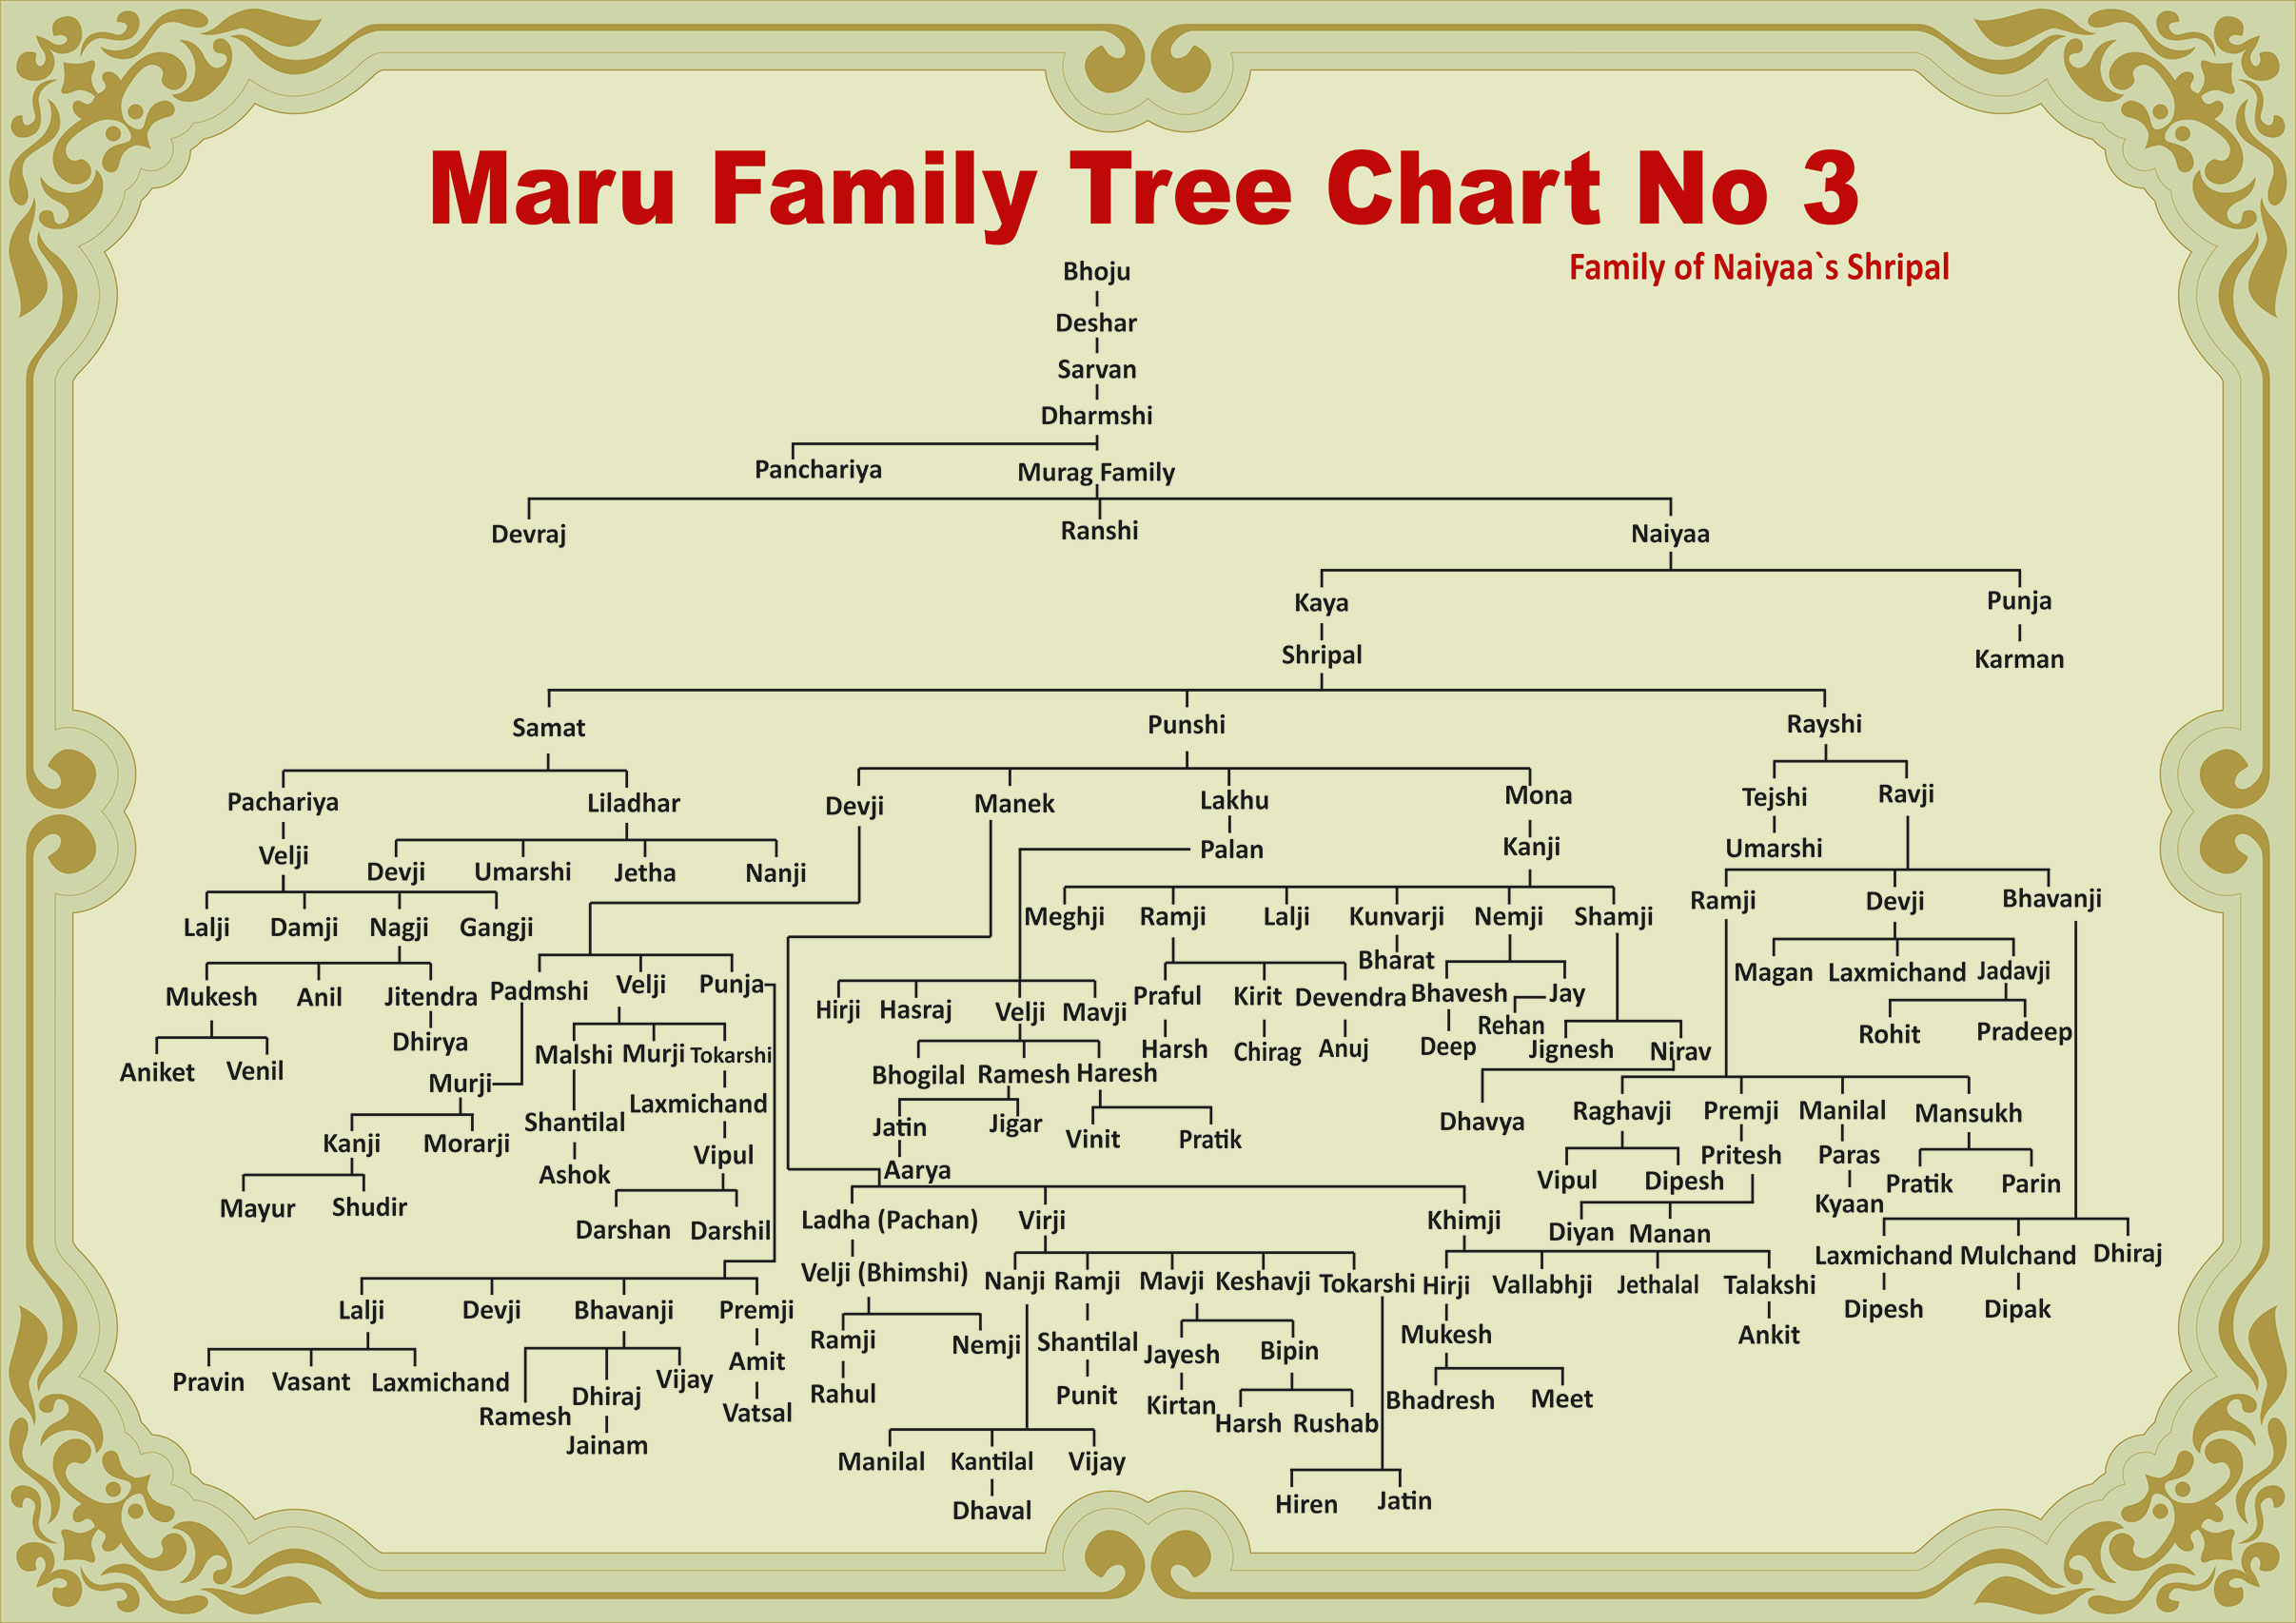 Maru Family Tree Chart No 3
Family of Naiyaa`s Shripal
Bhoju
Deshar
Sarvan
Dharmshi
Panchariya Murag Family
Devraj Ranshi Naiyaa
Kaya Punja
Shripal Karman
Samat Punshi Rayshi
Pachariya Liladhar Devji Manek Lakhu Mona Tejshi Ravji
Velji Palan Kanji Umarshi
Devji Umarshi Jetha Nanji
Ramji Devji Bhavanji
Lalji Damji Nagji Gangji Meghji Ramji Lalji Kunvarji Nemji Shamji
Bharat
Magan Laxmichand Jadavji
Mukesh Anil Jitendra Padmshi Velji Punja Praful Kirit Devendra Bhavesh Jay
Hirji Hasraj Velji Mavji Rehan
Rohit Pradeep
Dhirya Malshi Murji Tokarshi Harsh Chirag Anuj Deep Jignesh Nirav
Aniket Venil Murji Bhogilal Ramesh Haresh
Shantilal Laxmichand Jatin Jigar Dhavya Raghavji Premji Manilal Mansukh
Kanji Morarji Vinit Pratik
Ashok Vipul Aarya Vipul Dipesh Pritesh Paras Pratik Parin
Mayur Shudir Kyaan
Darshan Darshil Ladha (Pachan) Virji Khimji Diyan Manan
Laxmichand Mulchand Dhiraj
Velji (Bhimshi) Nanji Ramji Mavji Keshavji Tokarshi Hirji Vallabhji Jethalal Talakshi
Lalji Devji Bhavanji Premji Dipesh Dipak
Ramji Nemji Shantilal Jayesh Bipin Mukesh Ankit
Pravin Vasant Laxmichand Dhiraj Vijay Amit
Rahul Punit Kirtan Bhadresh Meet
Ramesh Vatsal Harsh Rushab
Jainam Manilal Kantilal Vijay
Dhaval Hiren Jatin